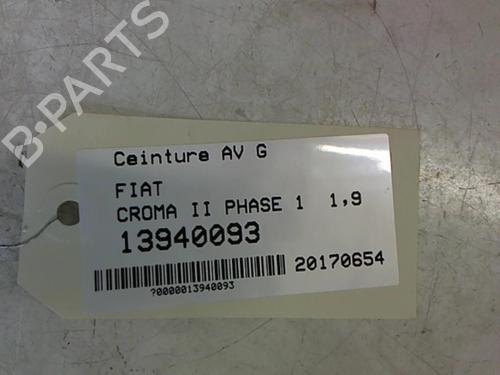 B-PARTS
Ceinture AV G
FIAT
CROMA II PHASE 1 1,9
13940093
20170654
?0000013940093